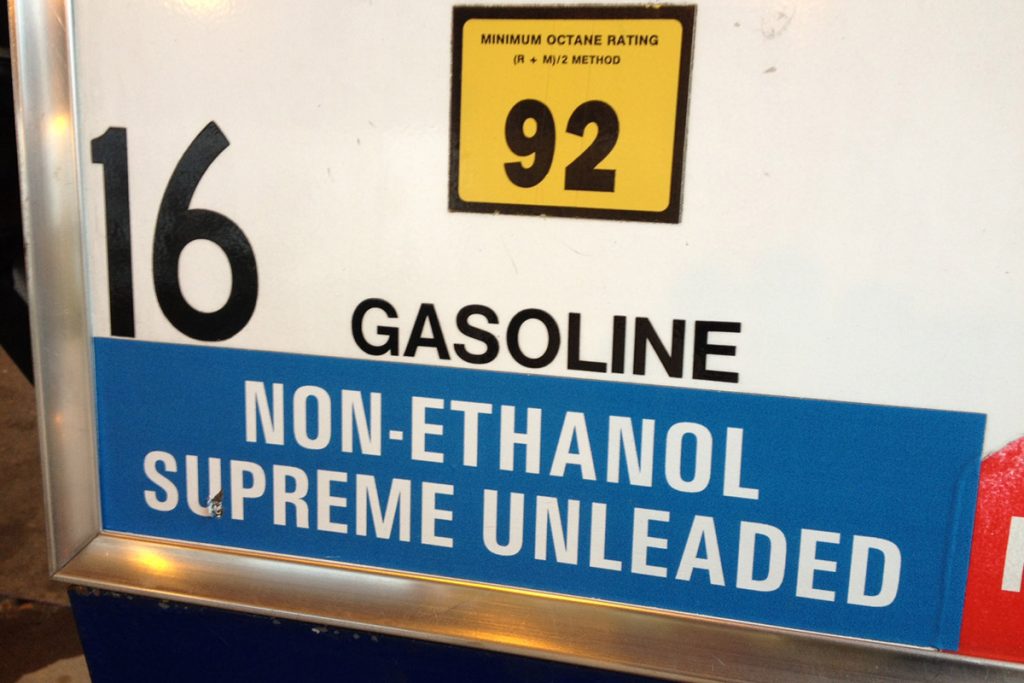 MINIMUM OCTANE RATING
(R + M)/2 METHOD
92
16
GASOLINE
NON-ETHANOL
SUPREME UNLEADED